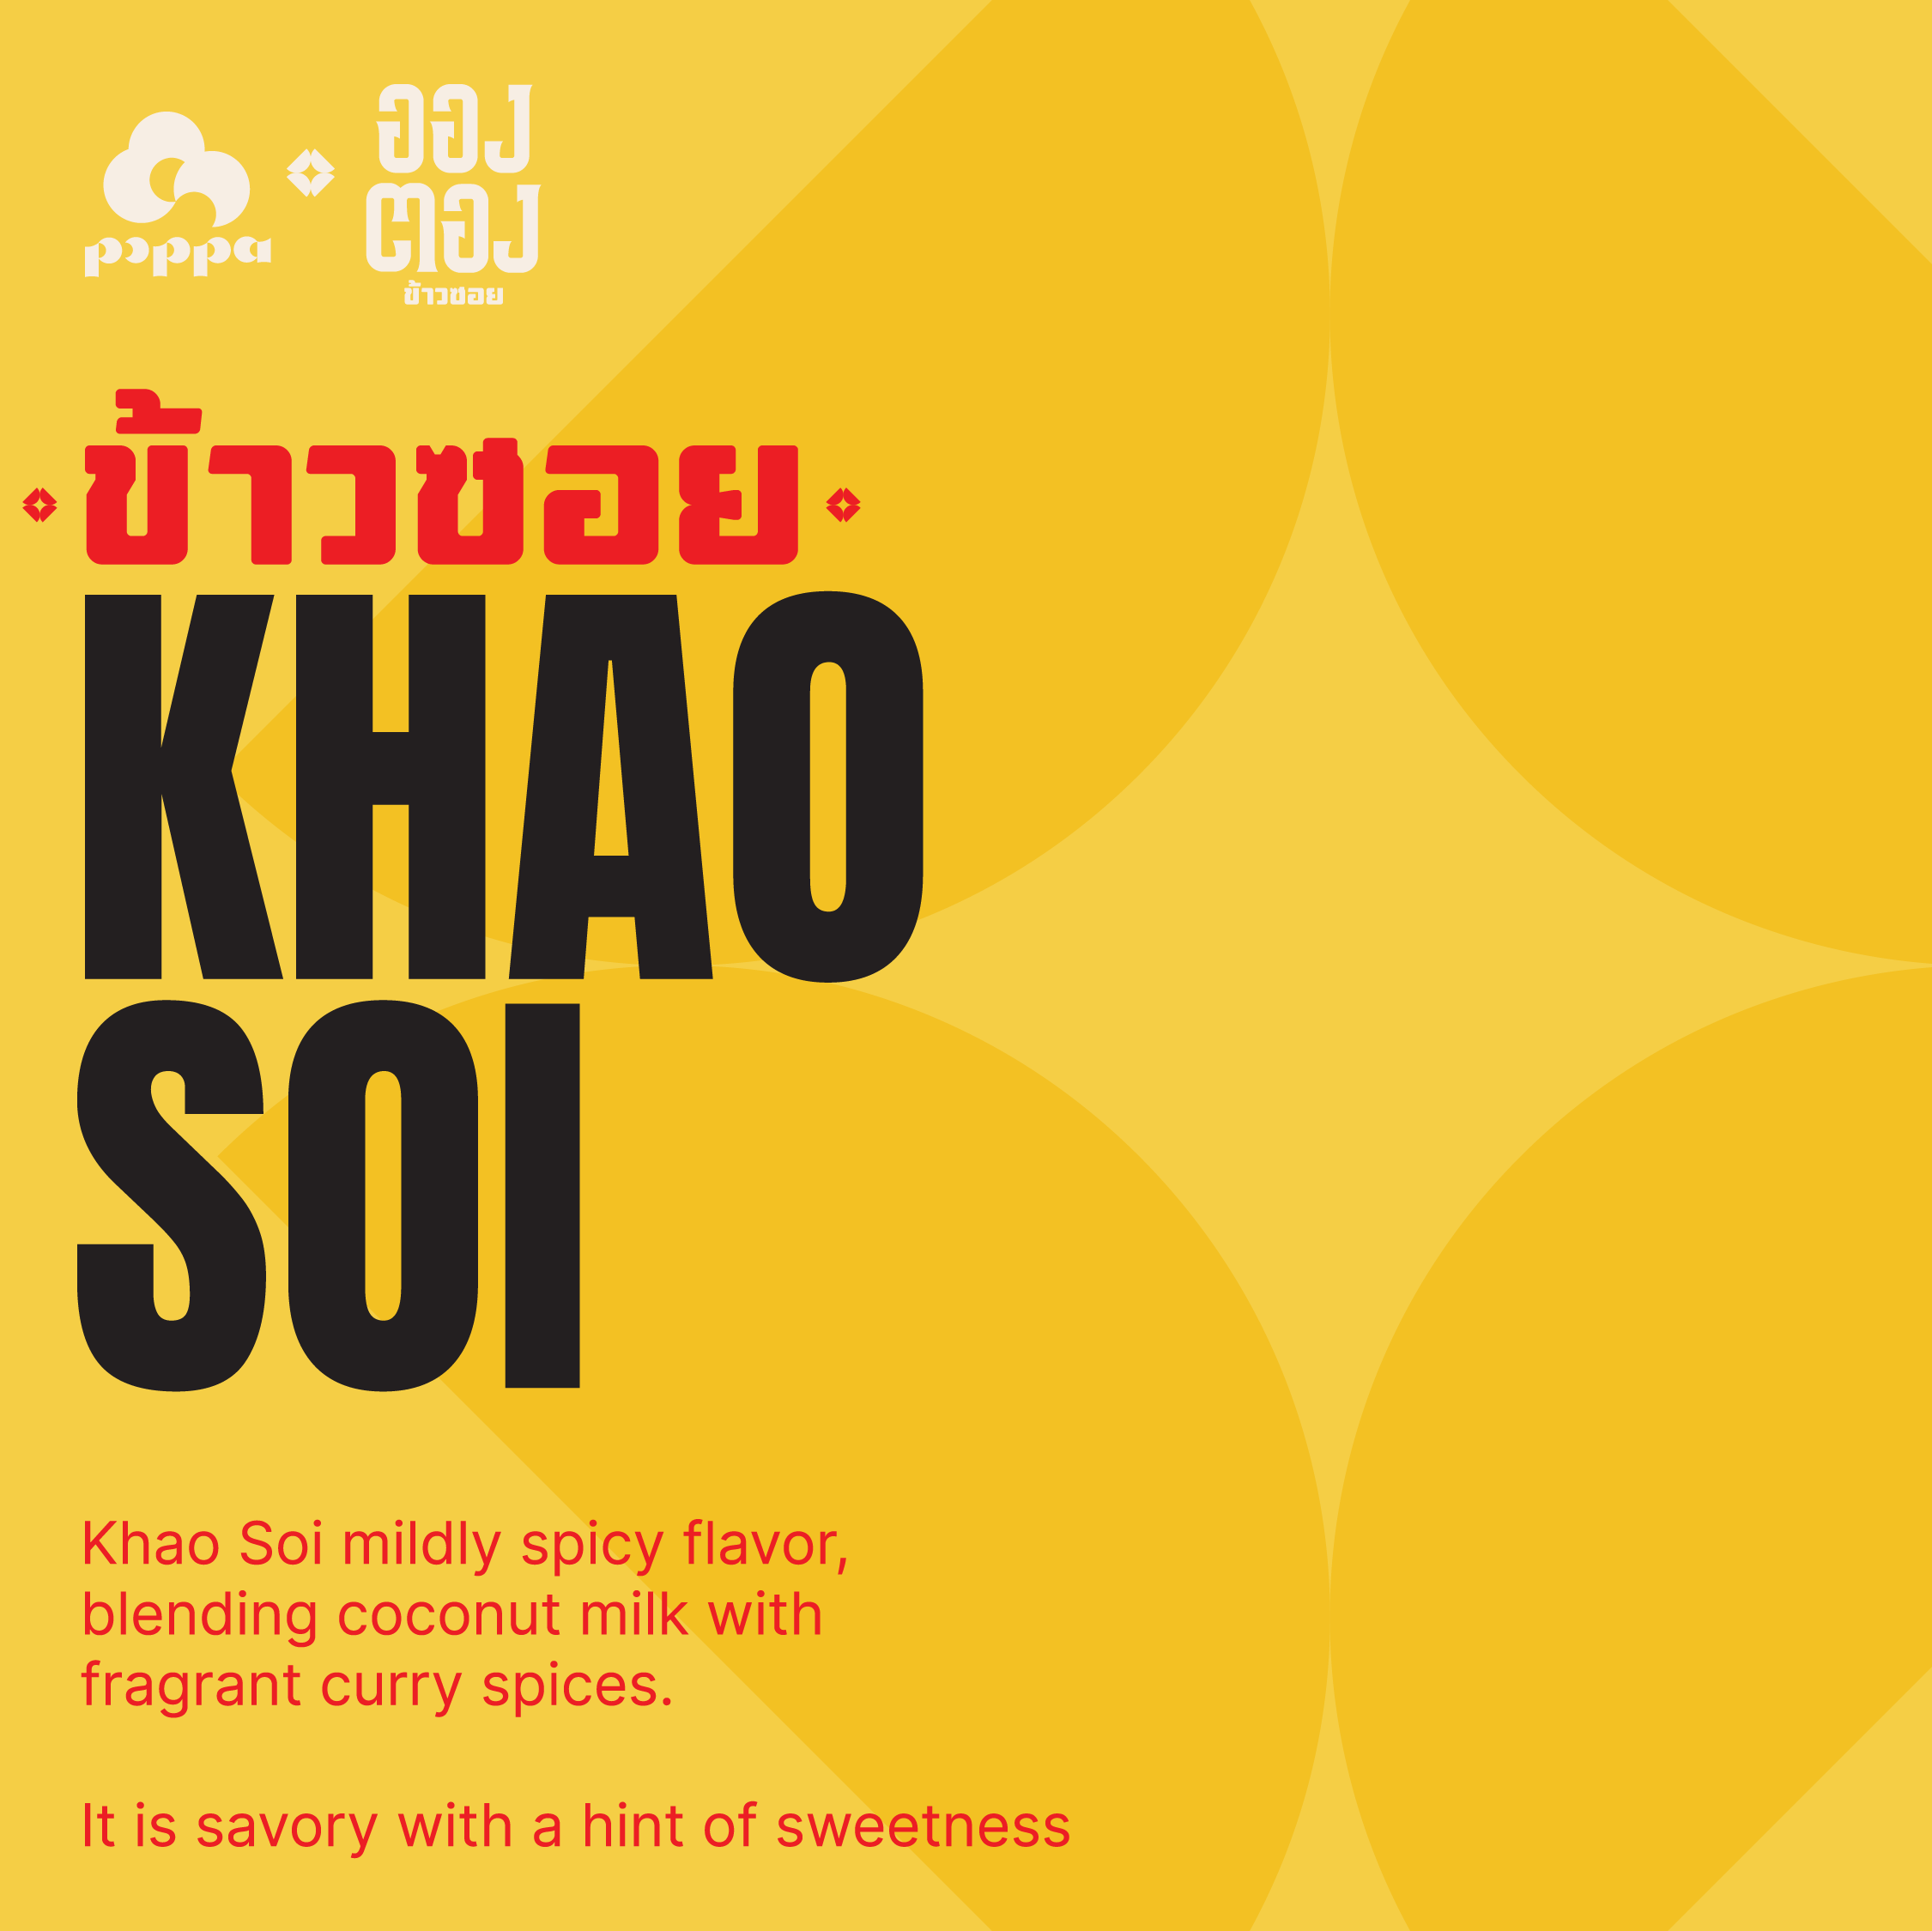 poppa
ออง
ตอง
ข้าวซอย
ข้าวซอย
KHAO
SOI
Khao Soi mildly spicy flavor,
blending coconut milk with
fragrant curry spices.
It is savory with a hint of sweetness